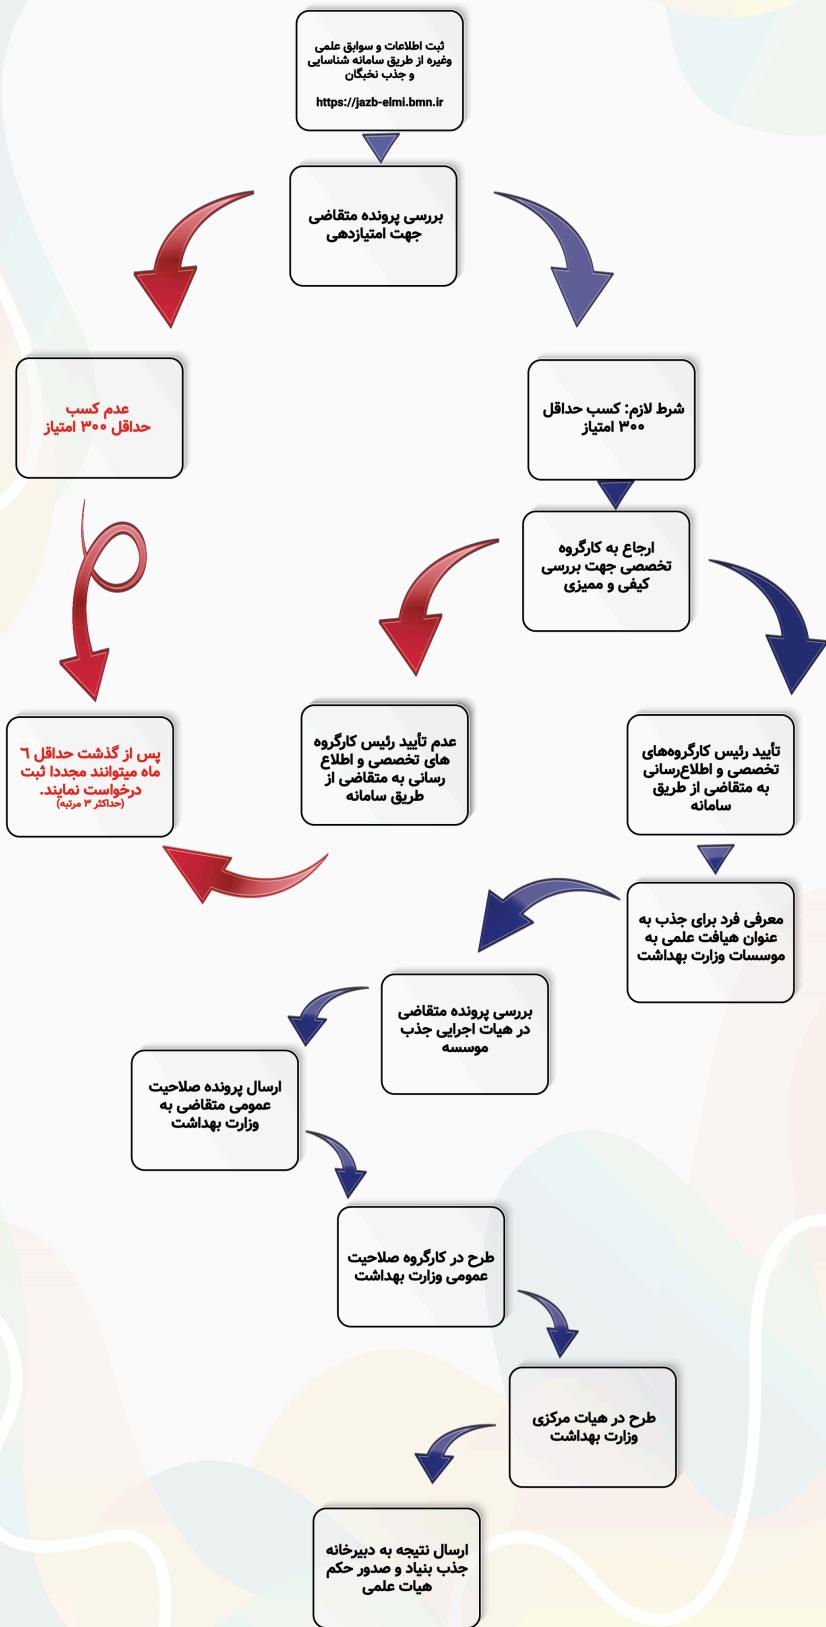 ثبت اطلاعات و سوابق علمی
وغیره از طریق سامانه شناسایی
و جذب نخبگان
https://jazb-elmi.bmn.ir
بررسی پرونده متقاضی
جهت امتیازدهی
شرط لازم: کسب حداقل
۳۰۰ امتیاز
عدم کسب
حداقل ۳۰۰ امتیاز
ارجاع به کارگروه
تخصصی جهت بررسی
کیفی و ممیزی
تأیید رئیس کارگروه‌های
تخصصی و اطلاع‌رسانی
به متقاضی از طریق
سامانه
عدم تأیید رئیس کارگروه
های تخصصی و اطلاع
رسانی به متقاضی از
طریق سامانه
پس از گذشت حداقل ٦
ماه میتوانند مجددا ثبت
درخواست نمایند.
(حداکثر ۳ مرتبه)
معرفی فرد برای جذب به
عنوان هیافت علمی به
موسسات وزارت بهداشت
بررسی پرونده متقاضی
در هیات اجرایی جذب
موسسه
ارسال پرونده صلاحیت
عمومی متقاضی به
وزارت بهداشت
طرح در کارگروه صلاحیت
عمومی وزارت بهداشت
طرح در هیات مرکزی
وزارت بهداشت
ارسال نتیجه به دبیرخانه
جذب بنیاد و صدور حکم
هیات علمی